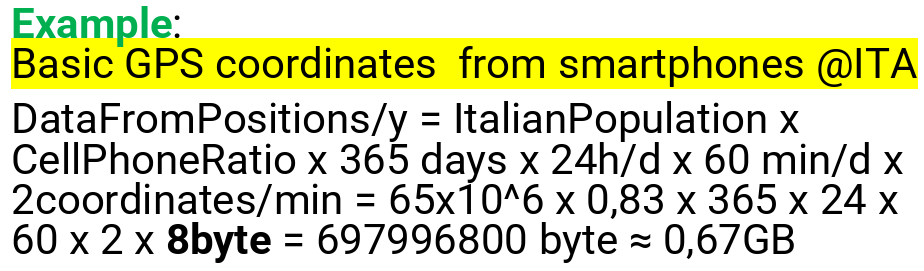 Example:
Basic GPS coordinates  from smartphones @ITA
DataFromPositions/y = ItalianPopulation x
CellPhoneRatio x 365 days x 24h/d x 60 min/d x
2coordinates/min = 65x10^6 x 0,83 x 365 x 24 x
60 x 2 x 8byte = 697996800 byte ≈ 0,67GB